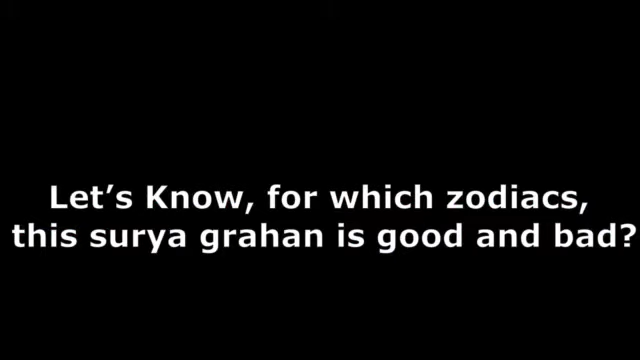 Let’s Know, for which zodiacs,
this surya grahan is good and bad?